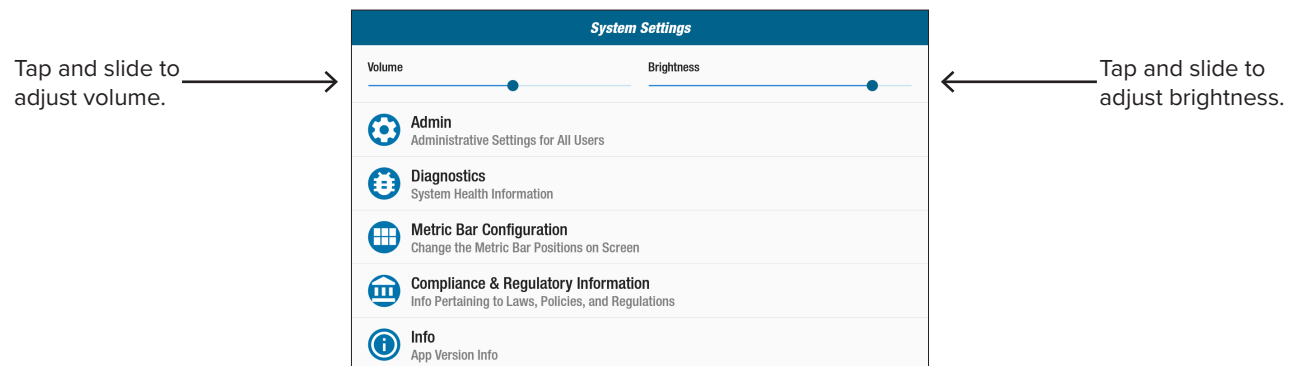 System Settings
Tap and slide to
adjust volume.
Volume
Brightness
Tap and slide to
adjust brightness.
Admin
Administrative Settings for All Users
Diagnostics
System Health Information
Metric Bar Configuration
Change the Metric Bar Positions on Screen
Compliance & Regulatory Information
Info Pertaining to Laws, Policies, and Regulations
Info
App Version Info